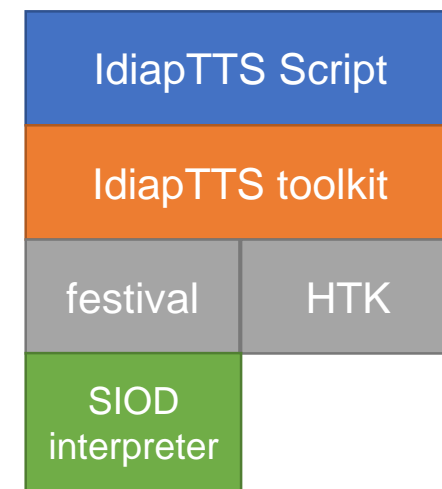 IdiapTTS Script
IdiapTTS toolkit
festival
HTK
SIOD
interpreter